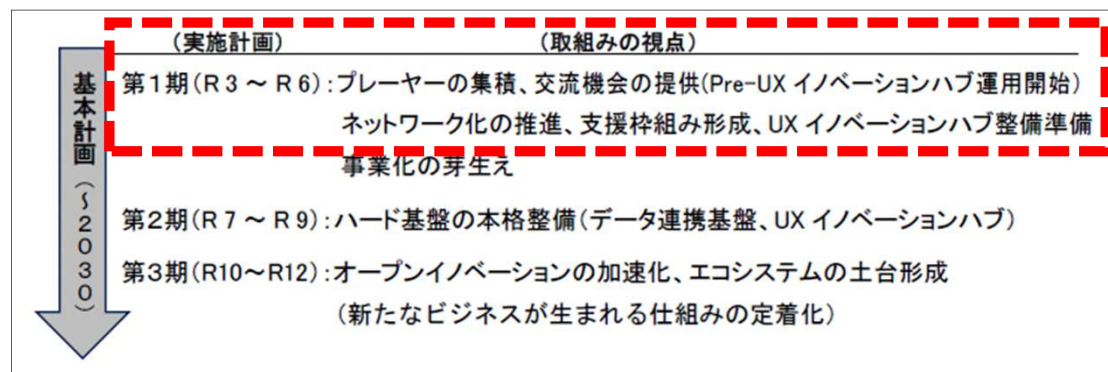 (実施計画) (取組みの視点)
基本計画(~2030)
第1期(R3~R6):プレーヤーの集積、交流機会の提供(Pre-UX イノベーションハブ運用開始)
ネットワーク化の推進、支援枠組み形成、UX イノベーションハブ整備準備
事業化の芽生え
第2期(R7~R9):ハード基盤の本格整備(データ連携基盤、UX イノベーションハブ)
第3期(R10~R12):オープンイノベーションの加速化、エコシステムの土台形成
(新たなビジネスが生まれる仕組みの定着化)